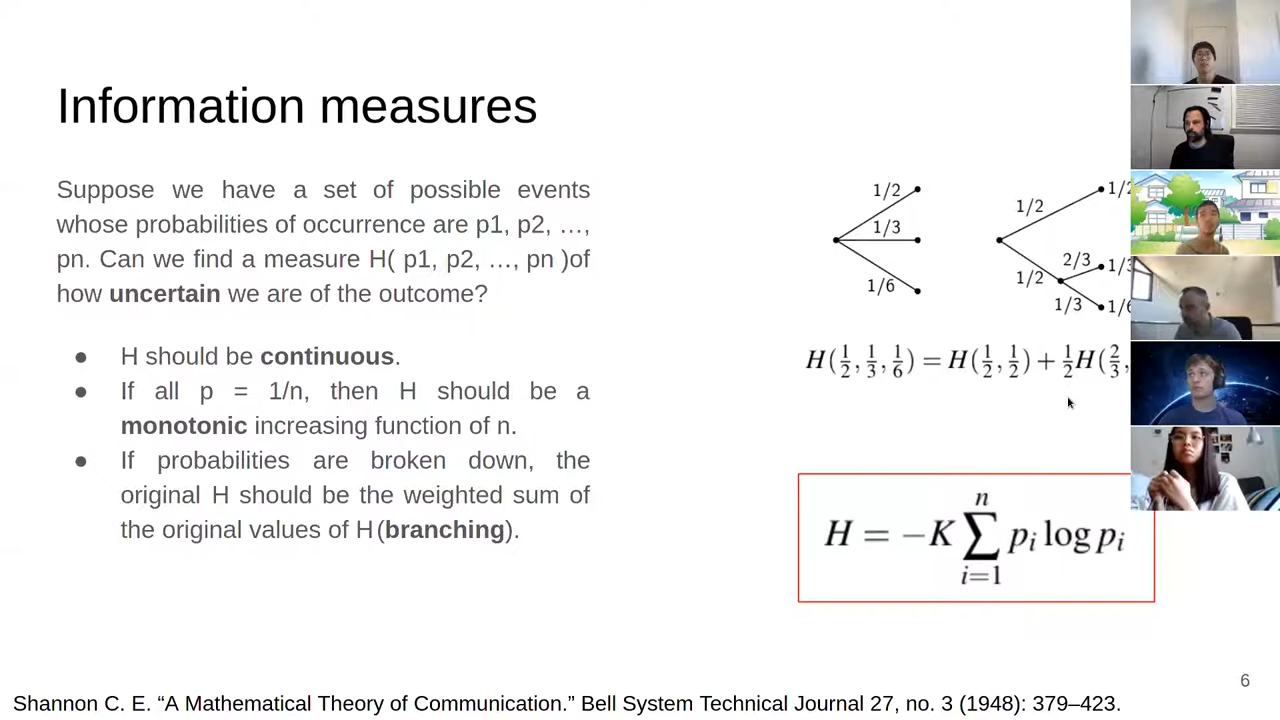 Information measures
Suppose we have a set of possible events
whose probabilities of occurrence are p1, p2, …,
pn. Can we find a measure H( p1, p2, …, pn )of
how uncertain we are of the outcome?
● H should be continuous.
● If all p = 1/n, then H should be a
monotonic increasing function of n.
● If probabilities are broken down, the
original H should be the weighted sum of
the original values of H (branching).
1/2
1/3
1/6
1/2
1/2
2/3
1/3
1/3
H(1/2, 1/3, 1/6) = H(1/2, 1/2) + 1/2H(2/3,
H = −K ∑_{i=1}^{n} p_i log p_i
6
Shannon C. E. “A Mathematical Theory of Communication.” Bell System Technical Journal 27, no. 3 (1948): 379–423.